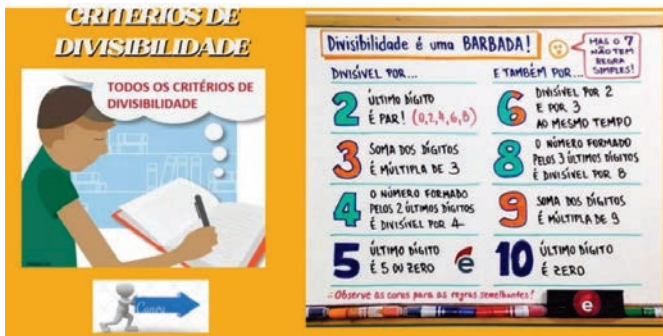 CRITÉRIOS DE
DIVISIBILIDADE
TODOS OS CRITÉRIOS DE
DIVISIBILIDADE
Divisibilidade é uma BARBADA!
MAS O 7
NÃO TEM
REGRA
SIMPLES!
DIVISÍVEL POR...
2
ÚLTIMO DÍGITO
É PAR! (0,2,4,6,8)
3
SOMA DOS DÍGITOS
É MÚLTIPLA DE 3
4
O NÚMERO FORMADO
PELOS 2 ÚLTIMOS DÍGITOS
É DIVISÍVEL POR 4
5
ÚLTIMO DÍGITO
É 5 OU ZERO
e
E TAMBÉM POR...
6
DIVISÍVEL POR 2
E POR 3
AO MESMO TEMPO
8
O NÚMERO FORMADO
PELOS 3 ÚLTIMOS DÍGITOS
É DIVISÍVEL POR 8
9
SOMA DOS DÍGITOS
É MÚLTIPLA DE 9
10
ÚLTIMO DÍGITO
É ZERO
Observe as cores para as regras semelhantes!
e